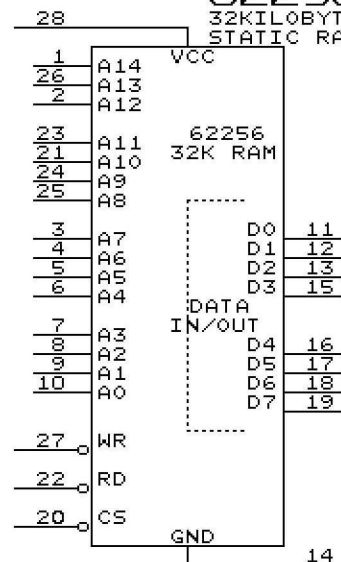 28
32KILOBYT
STATIC RA
VCC
1 A14
26 A13
2 A12
62256
32K RAM
23 A11
21 A10
24 A9
25 A8
3 A7
4 A6
5 A5
6 A4
D0 11
D1 12
D2 13
D3 15
DATA
IN/OUT
7 A3
8 A2
9 A1
10 A0
D4 16
D5 17
D6 18
D7 19
27 WR
22 RD
20 CS
GND
14